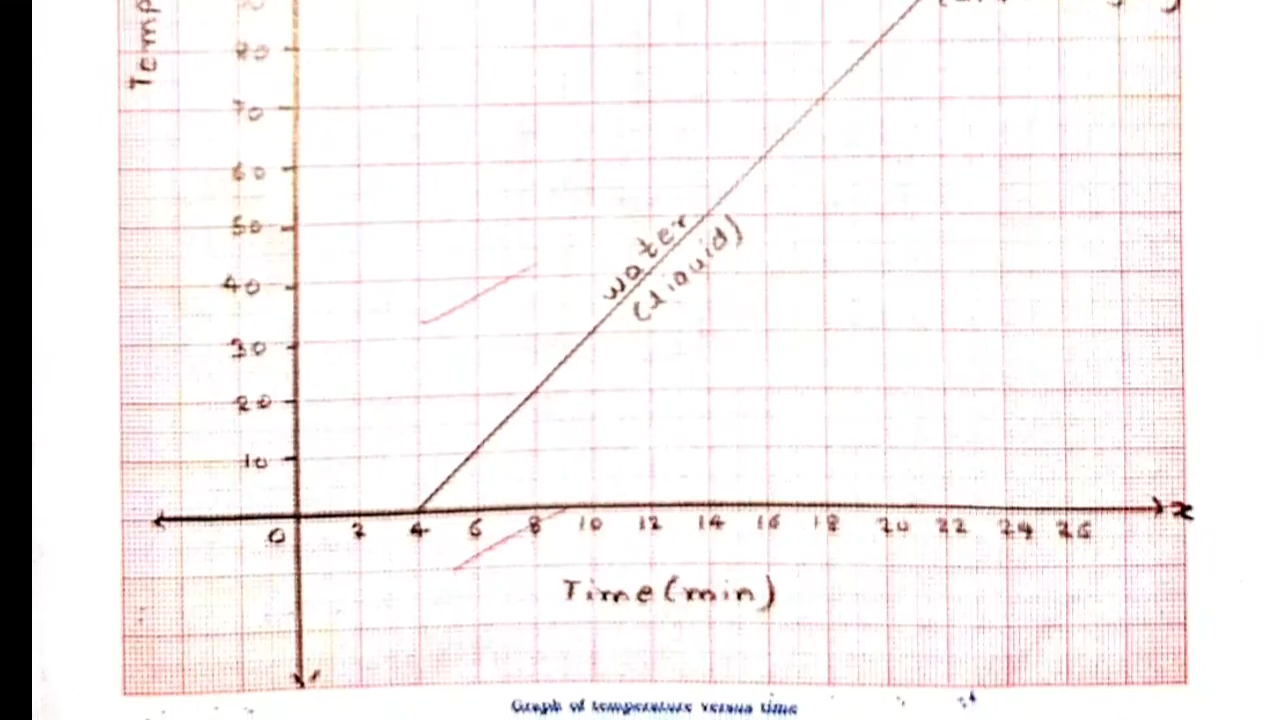 Temp
80
70
60
50
40
30
20
10
water
(Liquid)
0 2 4 6 8 10 12 14 16 18 20 22 24 26 x
Time(min)
Graph of temperature versus time